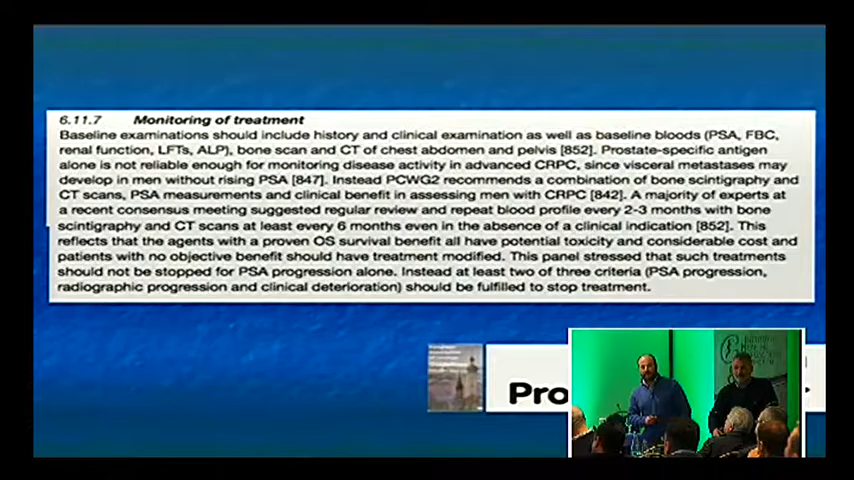 6.11.7 Monitoring of treatment
Baseline examinations should include history and clinical examination as well as baseline bloods (PSA, FBC,
renal function, LFTs, ALP), bone scan and CT of chest abdomen and pelvis [852]. Prostate-specific antigen
alone is not reliable enough for monitoring disease activity in advanced CRPC, since visceral metastases may
develop in men without rising PSA [847]. Instead PCWG2 recommends a combination of bone scintigraphy and
CT scans, PSA measurements and clinical benefit in assessing men with CRPC [842]. A majority of experts at
a recent consensus meeting suggested regular review and repeat blood profile every 2-3 months with bone
scintigraphy and CT scans at least every 6 months even in the absence of a clinical indication [852]. This
reflects that the agents with a proven OS survival benefit all have potential toxicity and considerable cost and
patients with no objective benefit should have treatment modified. This panel stressed that such treatments
should not be stopped for PSA progression alone. Instead at least two of three criteria (PSA progression,
radiographic progression and clinical deterioration) should be fulfilled to stop treatment.
Pro